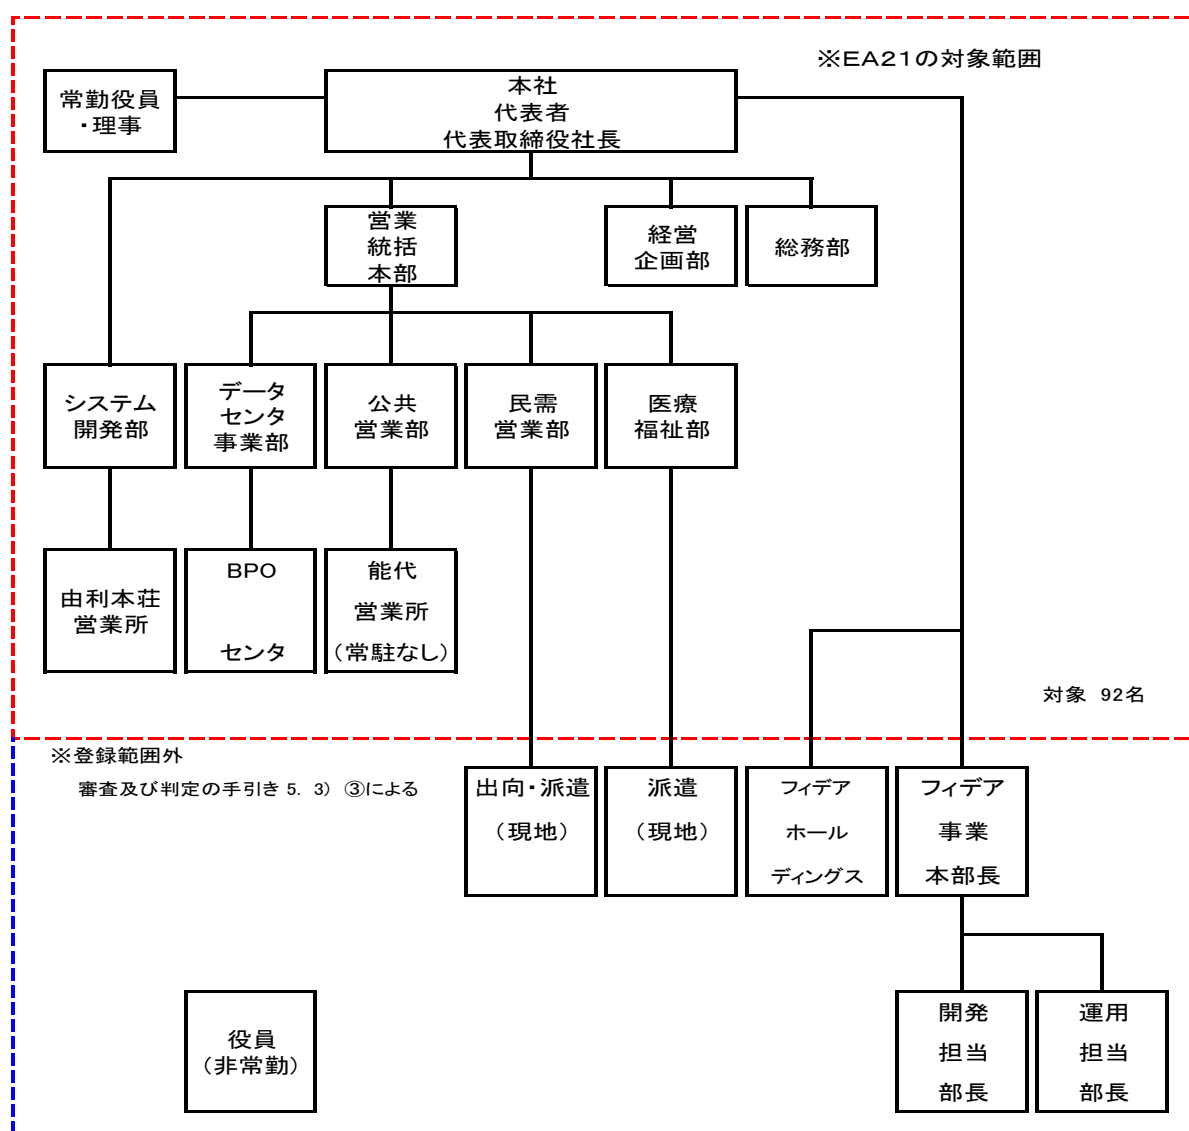 ※EA21の対象範囲
常勤役員
・理事
本社
代表者
代表取締役社長
営業
統括
本部
経営
企画部
総務部
システム
開発部
データ
センタ
事業部
公共
営業部
民需
営業部
医療
福祉部
由利本荘
営業所
BPO
センタ
能代
営業所
（常駐なし）
対象 92名
※登録範囲外
審査及び判定の手引き 5. 3) ③による
出向・派遣
（現地）
派遣
（現地）
フィデア
ホール
ディングス
フィデア
事業
本部長
役員
(非常勤)
開発
担当
部長
運用
担当
部長